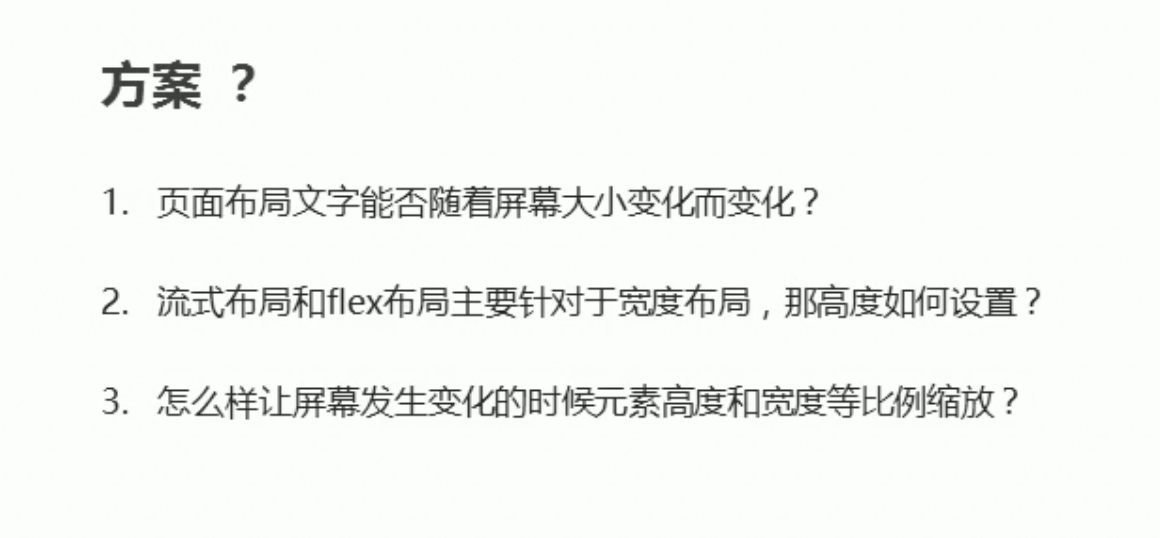 方案 ？
1. 页面布局文字能否随着屏幕大小变化而变化？
2. 流式布局和flex布局主要针对于宽度布局，那高度如何设置？
3. 怎么样让屏幕发生变化的时候元素高度和宽度等比例缩放？